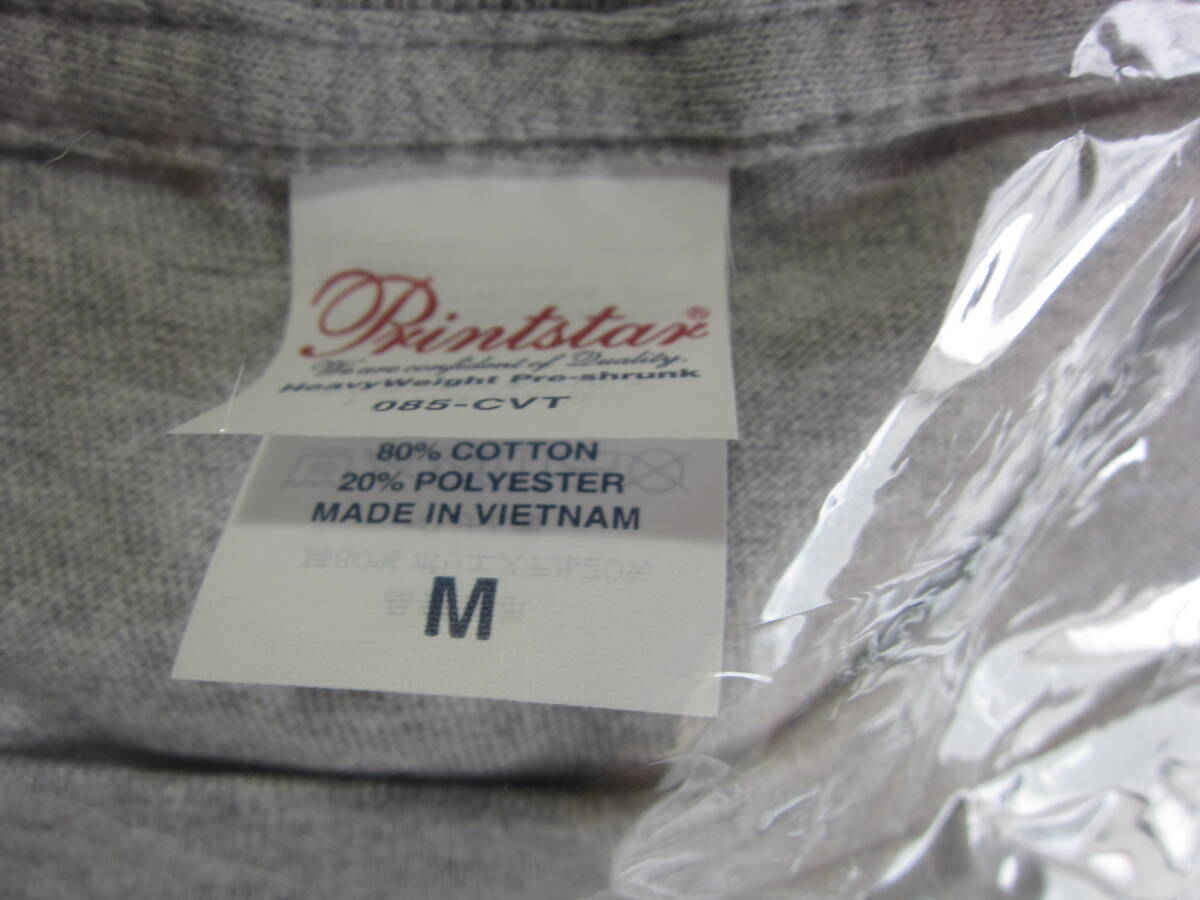 Printstar®
We are confident of Quality.
HeavyWeight Pre-shrunk
085-CVT
80% COTTON
20% POLYESTER
MADE IN VIETNAM
M